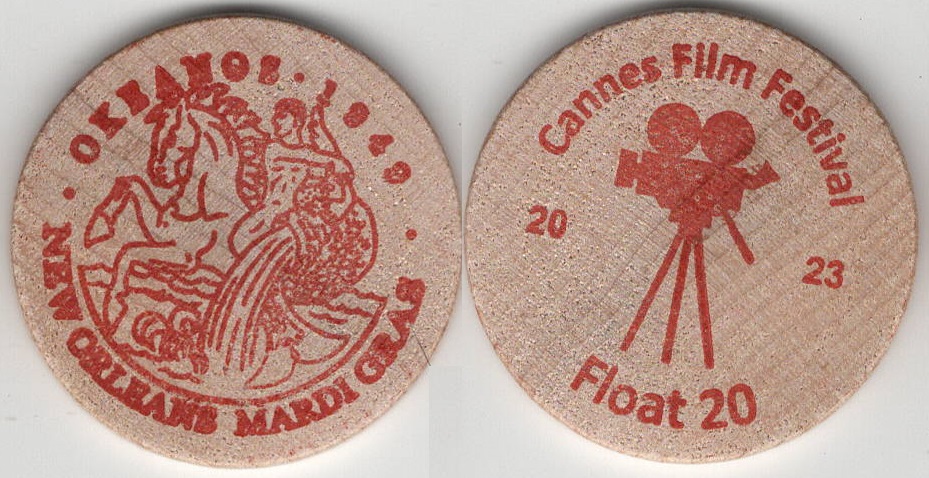 OKEANOS · 1949 ·
NEW ORLEANS MARDI GRAS ·
Cannes Film Festival
20 23
Float 20